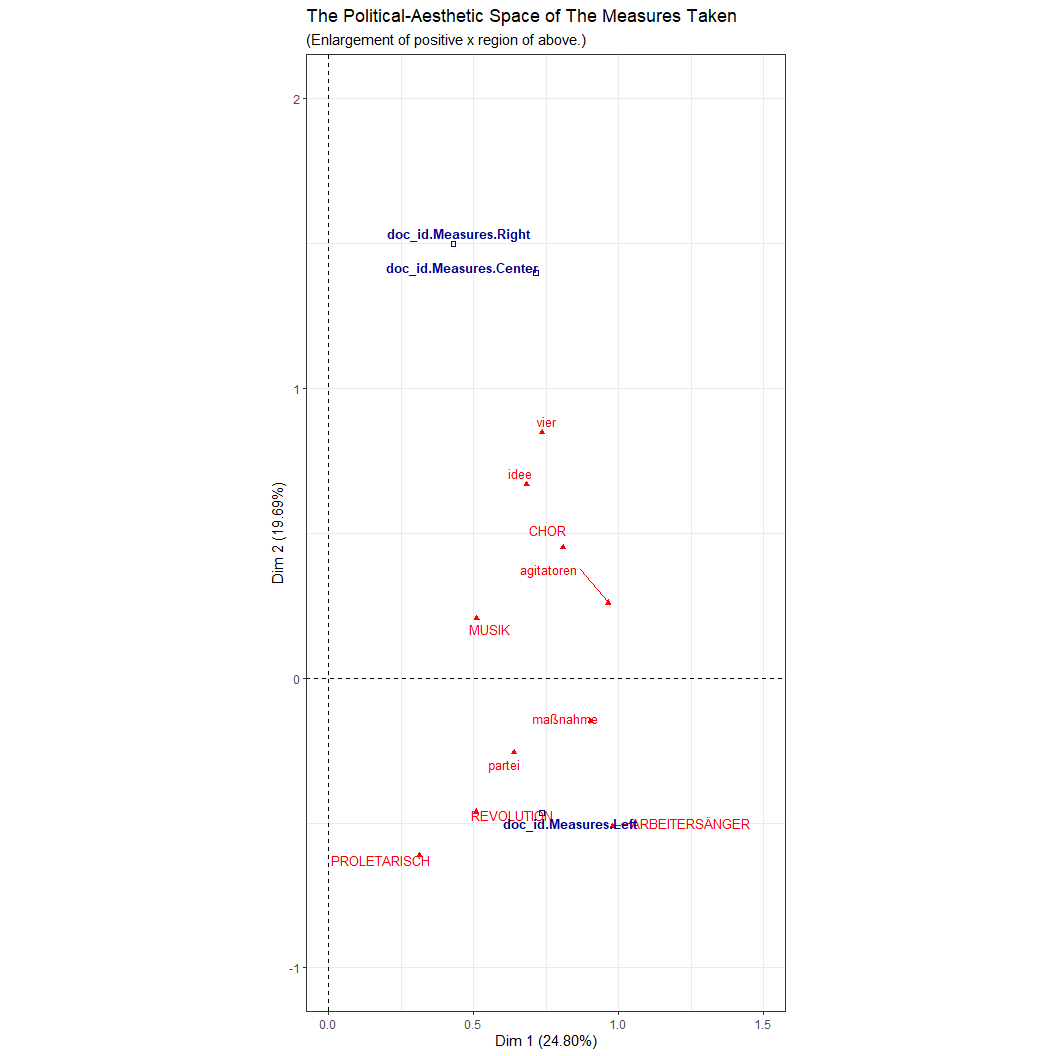 The Political-Aesthetic Space of The Measures Taken
(Enlargement of positive x region of above.)
2
doc_id.Measures.Right
doc_id.Measures.Center
1
vier
idee
CHOR
agitatoren
Dim 2 (19.69%)
MUSIK
0
maßnahme
partei
REVOLUTION
doc_id.Measures.Left
ARBEITERSÄNGER
PROLETARISCH
-1
0.0
0.5
1.0
1.5
Dim 1 (24.80%)